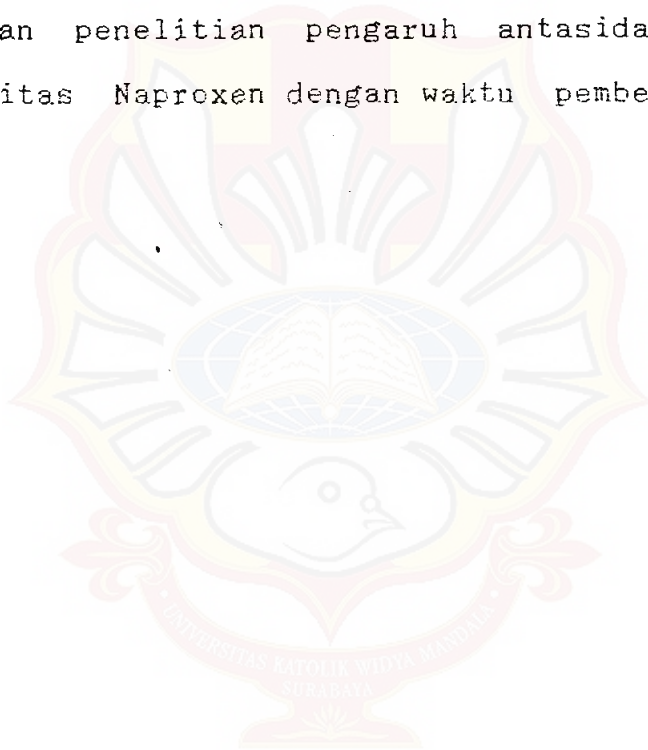 an penelitian pengaruh antasida
itas Naproxen dengan waktu pembe
UNIVERSITAS KATOLIK WIDYA MANDALA
SURABAYA